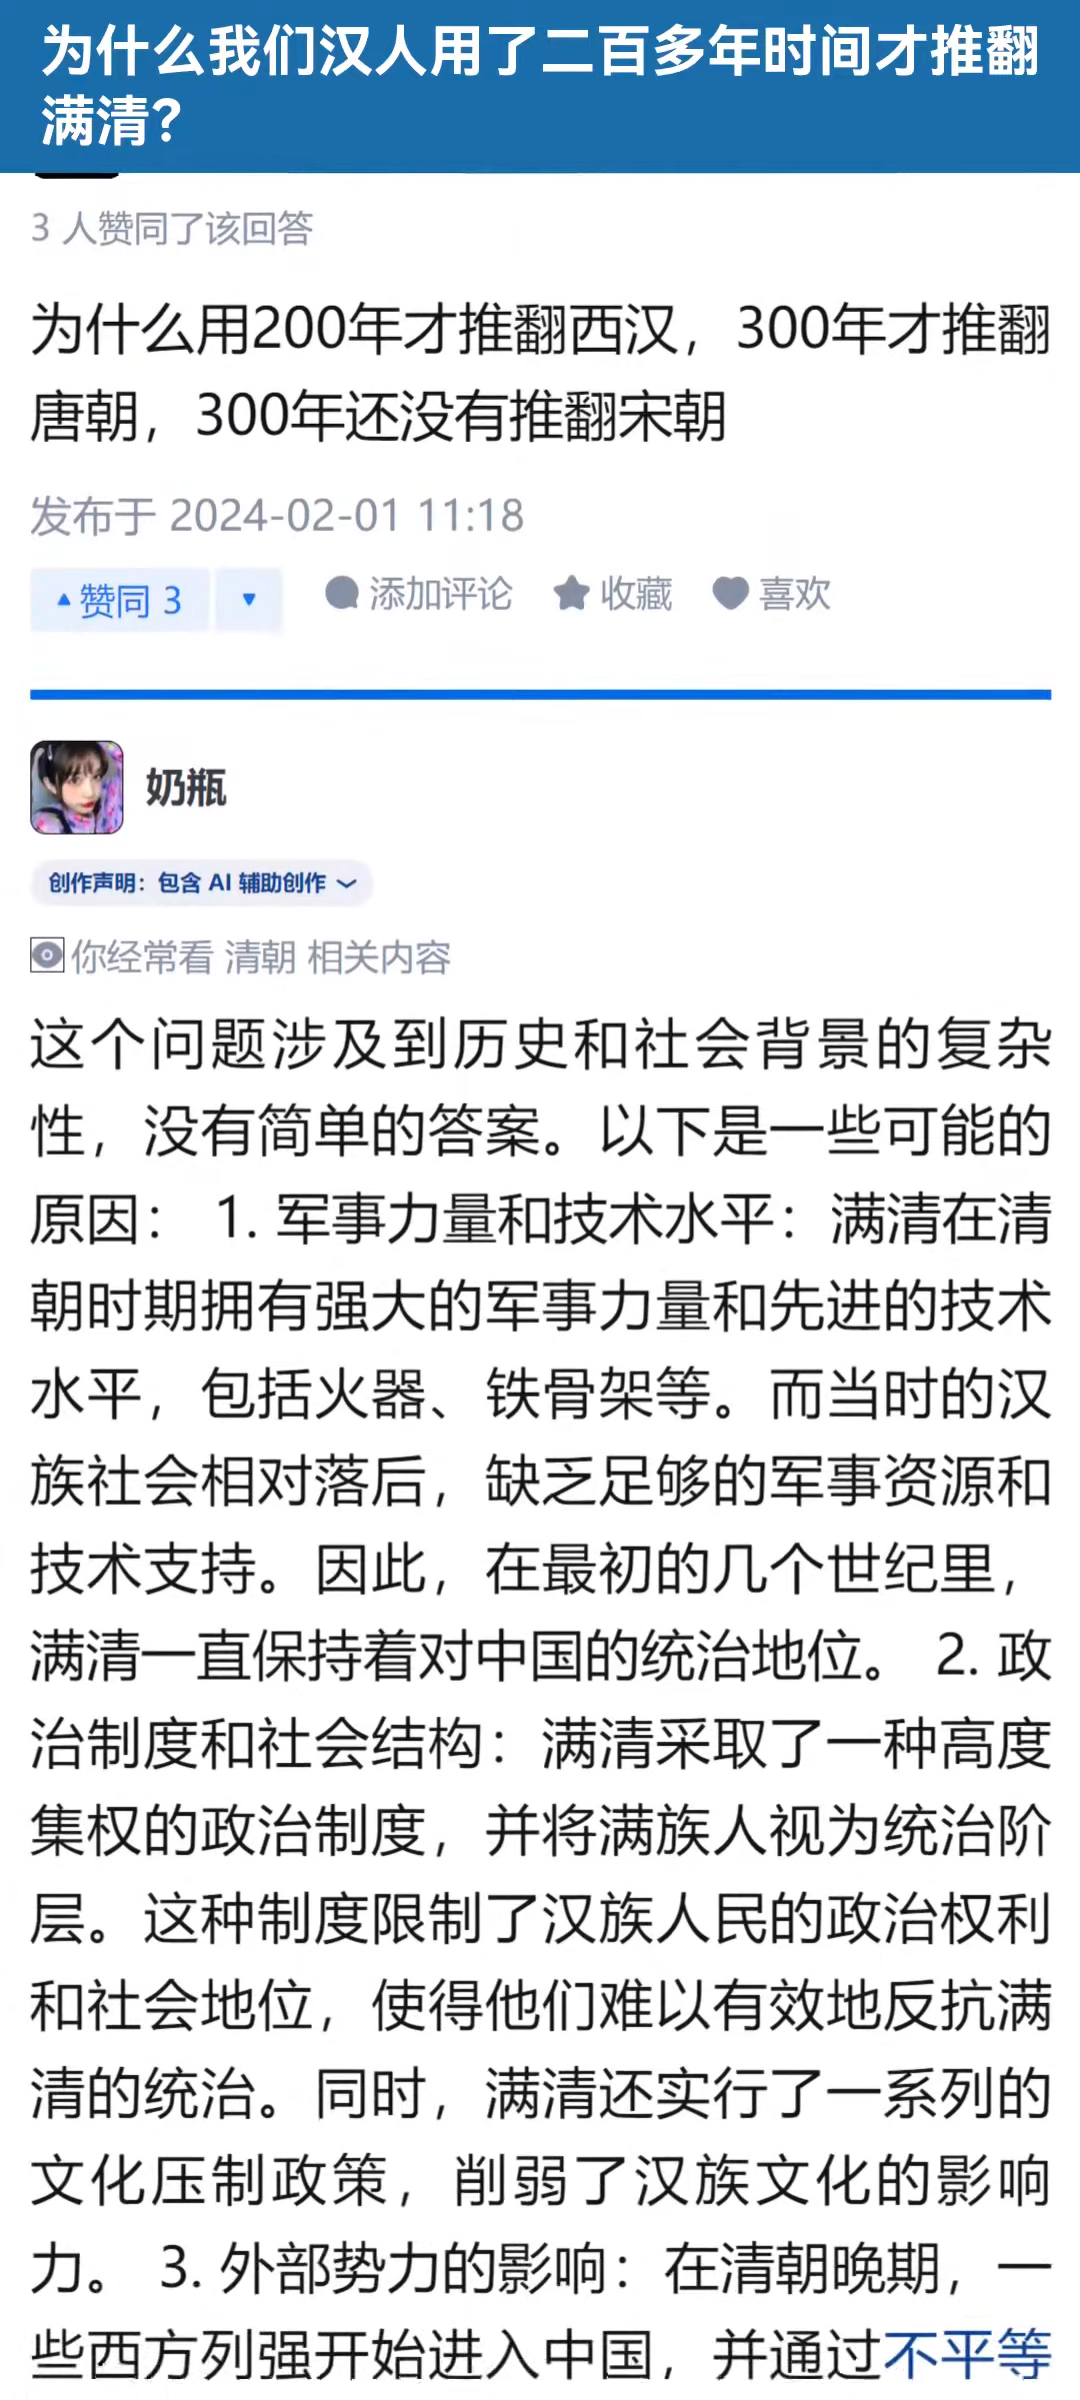 为什么我们汉人用了二百多年时间才推翻
满清?
3 人赞同了该回答
为什么用200年才推翻西汉，300年才推翻
唐朝，300年还没有推翻宋朝
发布于 2024-02-01 11:18
赞同 3 添加评论 收藏 喜欢
奶瓶
创作声明：包含 AI 辅助创作
你经常看 清朝 相关内容
这个问题涉及到历史和社会背景的复杂
性，没有简单的答案。以下是一些可能的
原因： 1. 军事力量和技术水平：满清在清
朝时期拥有强大的军事力量和先进的技术
水平，包括火器、铁骨架等。而当时的汉
族社会相对落后，缺乏足够的军事资源和
技术支持。因此，在最初的几个世纪里，
满清一直保持着对中国的统治地位。 2. 政
治制度和社会结构：满清采取了一种高度
集权的政治制度，并将满族人视为统治阶
层。这种制度限制了汉族人民的政治权利
和社会地位，使得他们难以有效地反抗满
清的统治。同时，满清还实行了一系列的
文化压制政策，削弱了汉族文化的影响
力。 3. 外部势力的影响：在清朝晚期，一
些西方列强开始进入中国，并通过不平等